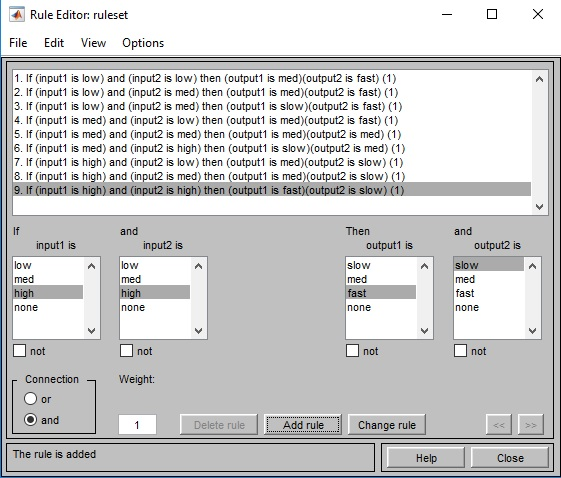 Rule Editor: ruleset
File Edit View Options
1. If (input1 is low) and (input2 is low) then (output1 is med)(output2 is fast) (1)
2. If (input1 is low) and (input2 is med) then (output1 is med)(output2 is fast) (1)
3. If (input1 is low) and (input2 is med) then (output1 is slow)(output2 is fast) (1)
4. If (input1 is med) and (input2 is low) then (output1 is med)(output2 is fast) (1)
5. If (input1 is med) and (input2 is med) then (output1 is med)(output2 is med) (1)
6. If (input1 is med) and (input2 is high) then (output1 is slow)(output2 is med) (1)
7. If (input1 is high) and (input2 is low) then (output1 is med)(output2 is slow) (1)
8. If (input1 is high) and (input2 is med) then (output1 is med)(output2 is slow) (1)
9. If (input1 is high) and (input2 is high) then (output1 is fast)(output2 is slow) (1)
If and Then and
input1 is input2 is output1 is output2 is
low low slow slow
med med med med
high high fast fast
none none none none
not not not not
Connection Weight:
or
and 1 Delete rule Add rule Change rule << >>
The rule is added Help Close